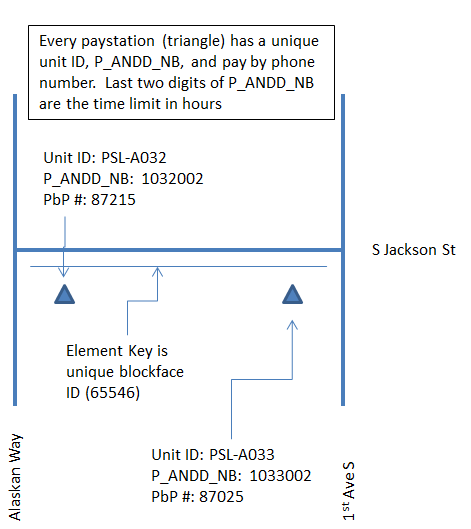 Every paystation (triangle) has a unique
unit ID, P_ANDD_NB, and pay by phone
number.  Last two digits of P_ANDD_NB
are the time limit in hours
Unit ID: PSL-A032
P_ANDD_NB:  1032002
PbP #: 87215
S Jackson St
Element Key is
unique blockface
ID (65546)
Unit ID: PSL-A033
P_ANDD_NB:  1033002
PbP #: 87025
Alaskan Way
1st Ave S